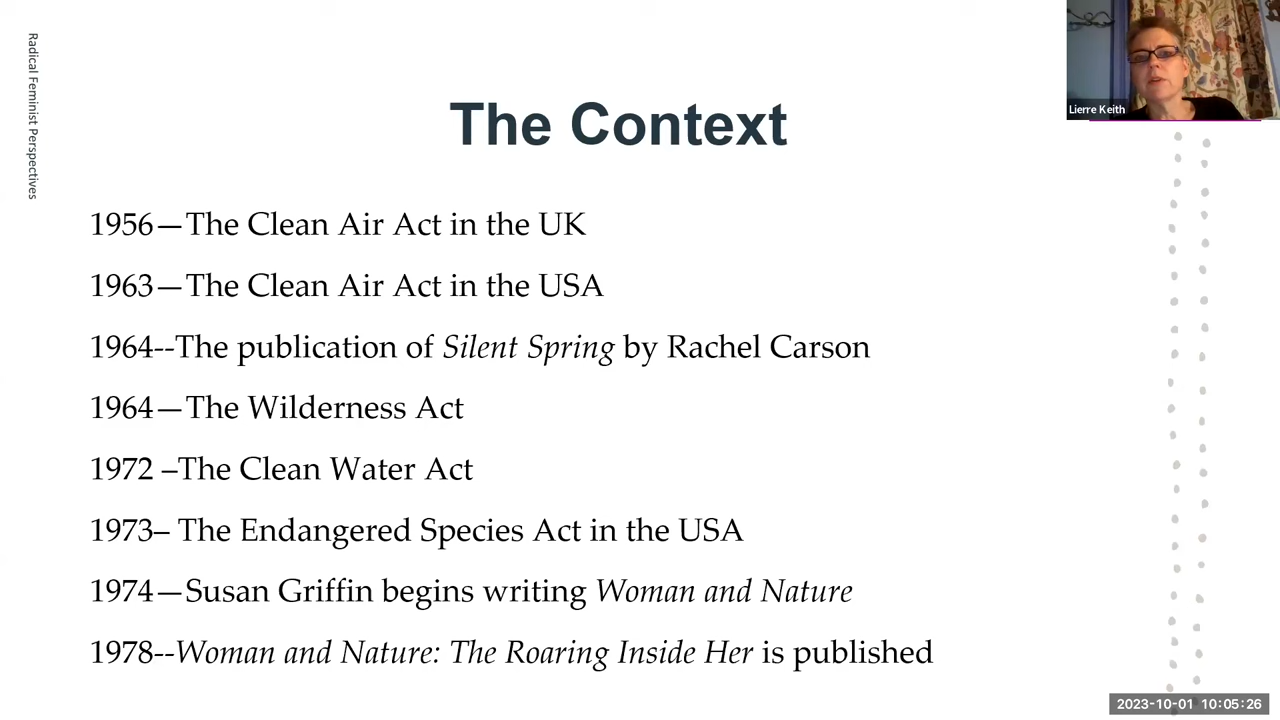 Radical Feminist Perspectives
Lierre Keith
The Context
1956—The Clean Air Act in the UK
1963—The Clean Air Act in the USA
1964--The publication of Silent Spring by Rachel Carson
1964—The Wilderness Act
1972 –The Clean Water Act
1973– The Endangered Species Act in the USA
1974—Susan Griffin begins writing Woman and Nature
1978--Woman and Nature: The Roaring Inside Her is published
2023-10-01 10:05:26